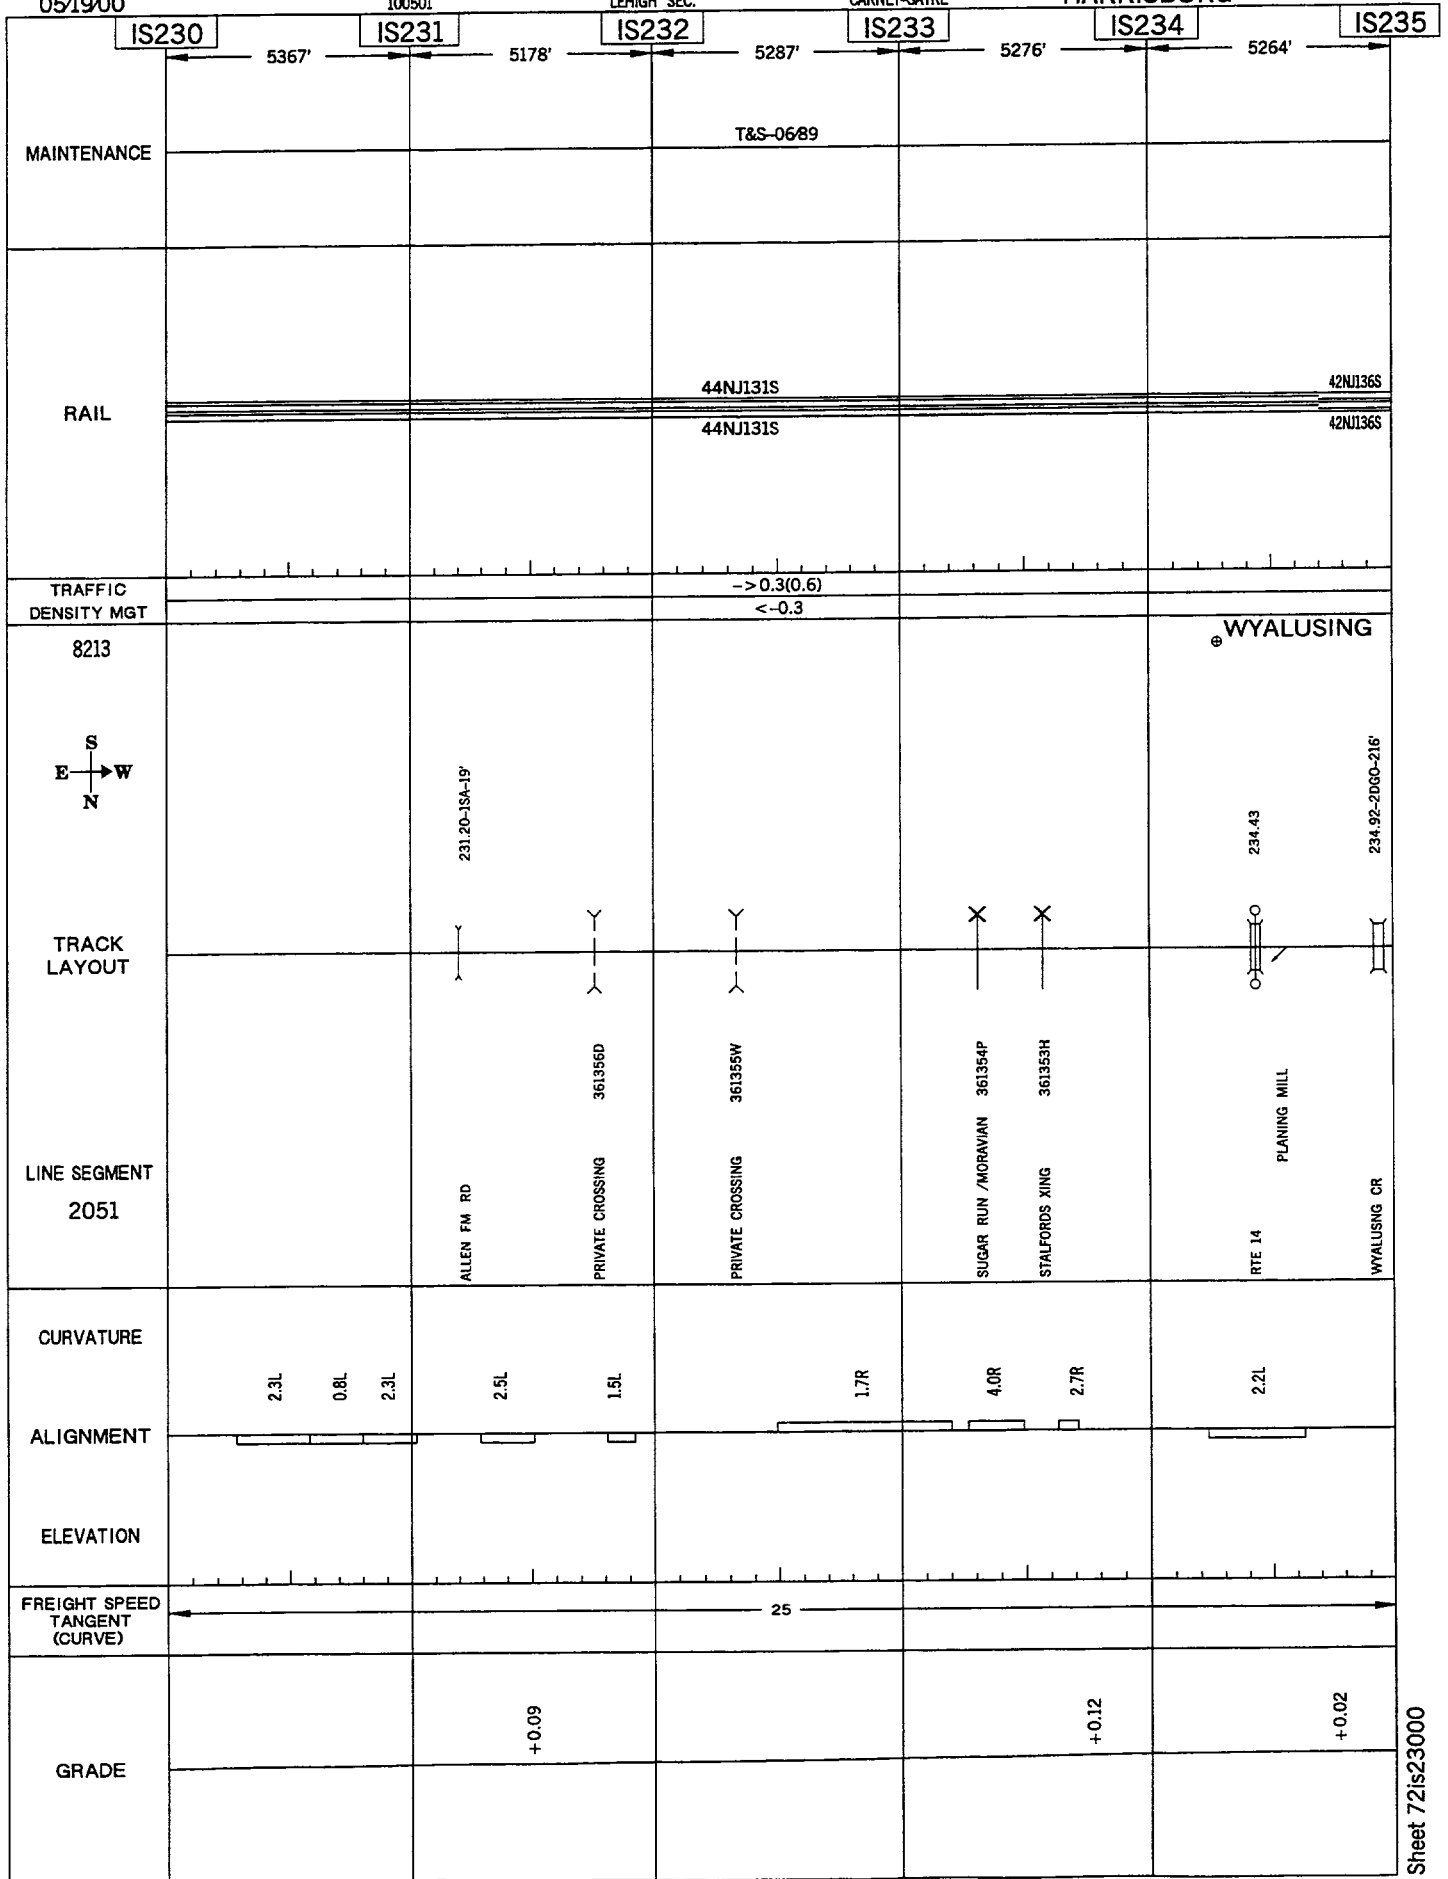 05/19/00
100501
LEHIGH SEC.
IS230
IS231
IS232
IS233
IS234
IS235
5367'
5178'
5287'
5276'
5264'
MAINTENANCE
T&S-06/89
RAIL
44NJ131S
42NJ136S
44NJ131S
42NJ136S
TRAFFIC
DENSITY MGT
->0.3(0.6)
<-0.3
8213
WYALUSING
S
E
W
N
231.20-1SA-19'
234.43
234.92-2DGO-216'
TRACK
LAYOUT
361356D
361355W
361354P
361353H
LINE SEGMENT
2051
ALLEN FM RD
PRIVATE CROSSING
PRIVATE CROSSING
SUGAR RUN /MORAVIAN
STALFORDS XING
RTE 14
PLANING MILL
WYALUSNG CR
CURVATURE
2.3L
0.8L
2.3L
2.5L
1.5L
1.7R
4.0R
2.7R
2.2L
ALIGNMENT
ELEVATION
FREIGHT SPEED
TANGENT
(CURVE)
25
GRADE
+0.09
+0.12
+0.02
Sheet 72is23000